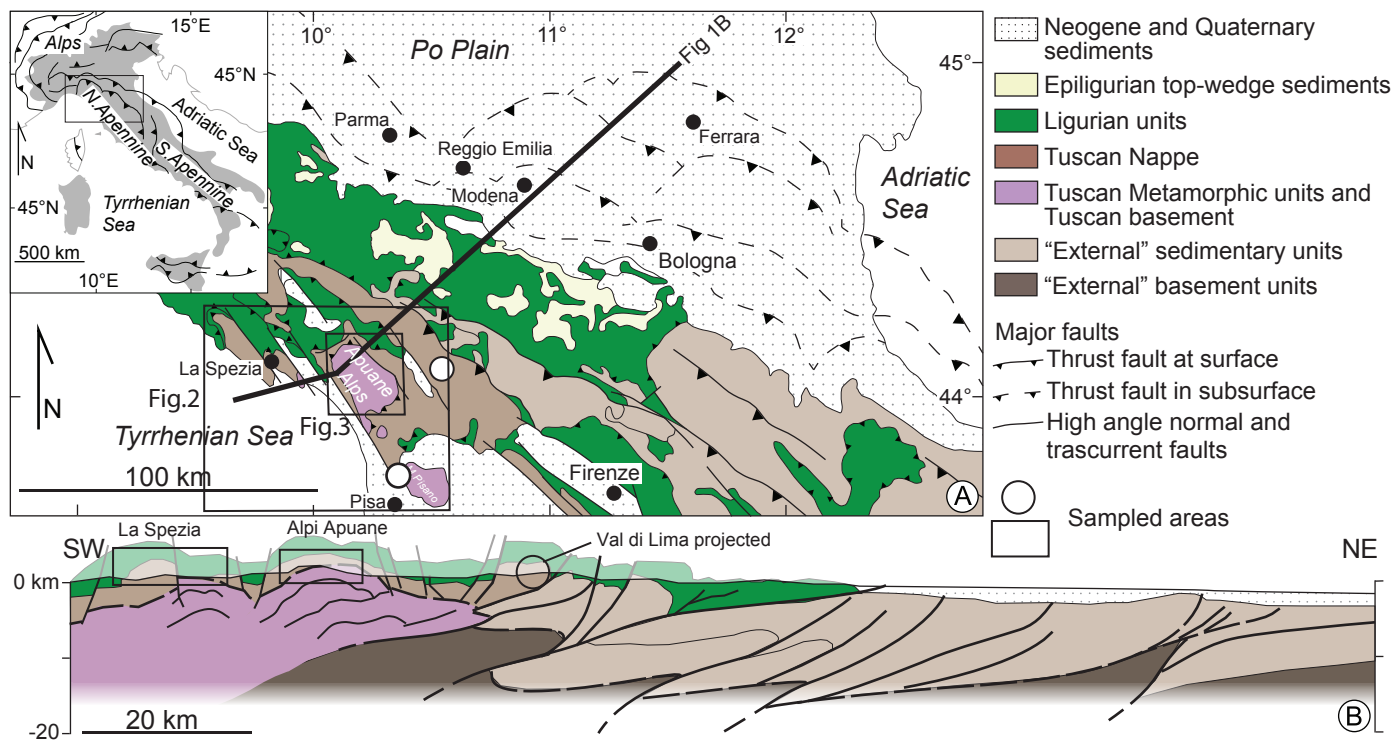 15°E
Alps
45°N
N.Apennine
Adriatic Sea
S.Apennine
N
45°N
Tyrrhenian
Sea
500 km
10°E
10°
11°
12°
Po Plain
Fig 1B
45°
Parma
Ferrara
Reggio Emilia
Modena
Adriatic
Sea
Bologna
La Spezia
Apuane
Alps
44°
Fig.2
N
Fig.3
Tyrrhenian Sea
100 km
Firenze
Pisano
Pisa
A
Neogene and Quaternary
sediments
Epiligurian top-wedge sediments
Ligurian units
Tuscan Nappe
Tuscan Metamorphic units and
Tuscan basement
“External” sedimentary units
“External” basement units
Major faults
Thrust fault at surface
Thrust fault in subsurface
High angle normal and
trascurrent faults
Sampled areas
La Spezia
Alpi Apuane
Val di Lima projected
SW
NE
0 km
-20
20 km
B